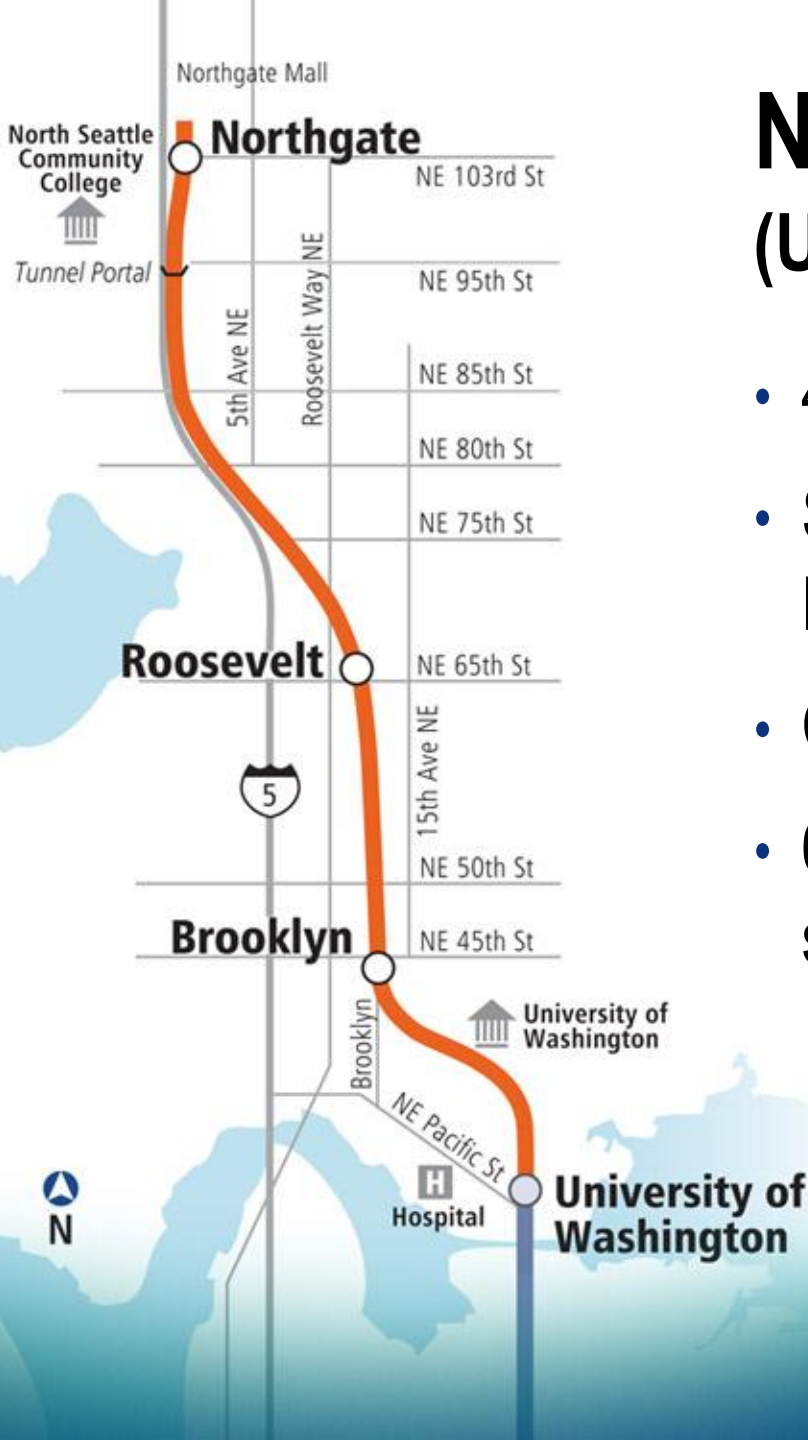 Northgate Mall
North Seattle
Community
College
Northgate
NE 103rd St
Tunnel Portal
NE 95th St
5th Ave NE
Roosevelt Way NE
NE 85th St
NE 80th St
NE 75th St
Roosevelt
NE 65th St
5
15th Ave NE
NE 50th St
Brooklyn
NE 45th St
University of
Washington
Brooklyn
NE Pacific St
H
Hospital
University of
Washington
N
N
(U